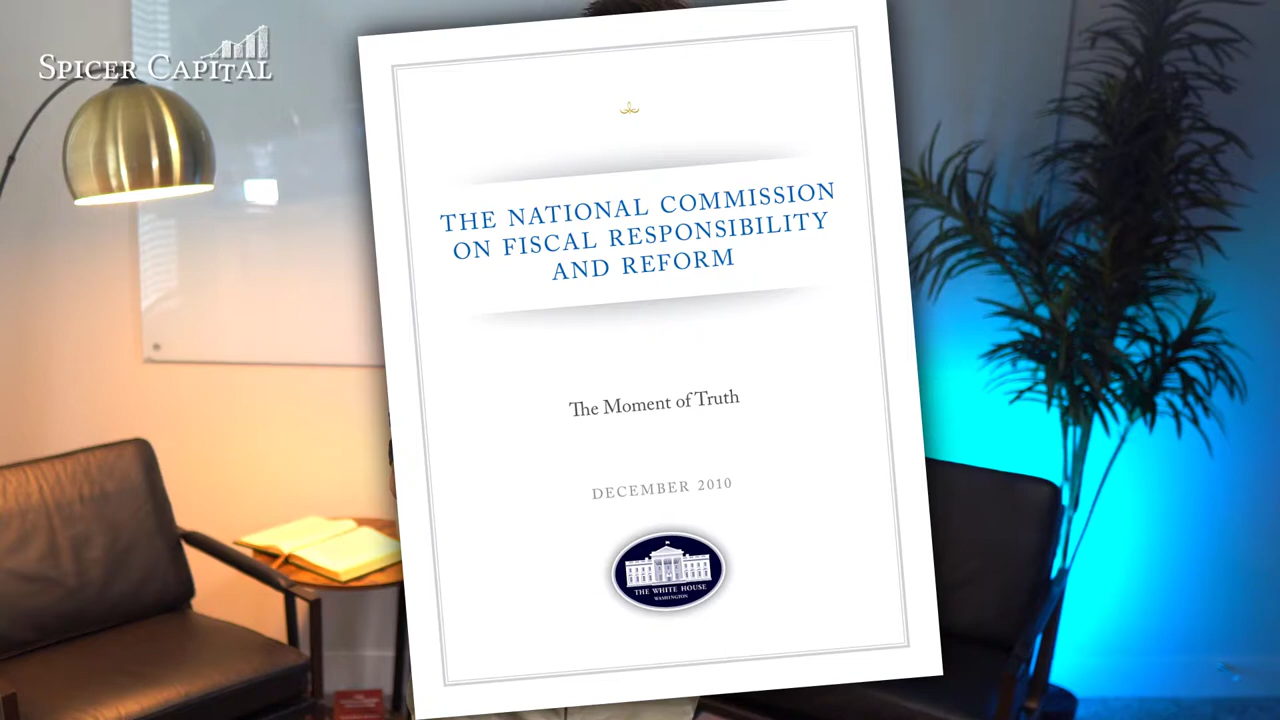 SPICER CAPITAL
THE NATIONAL COMMISSION
ON FISCAL RESPONSIBILITY
AND REFORM
The Moment of Truth
DECEMBER 2010
THE WHITE HOUSE
WASHINGTON